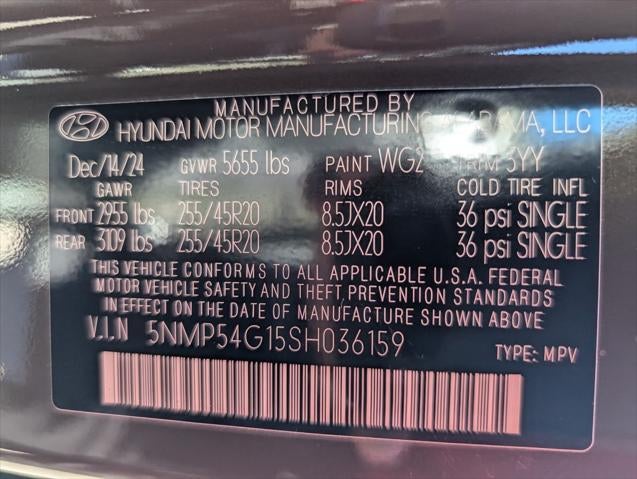 MANUFACTURED BY
HYUNDAI MOTOR MANUFACTURING ALABAMA, LLC
Dec/14/24 GVWR 5655 lbs PAINT WG2 TRIM 3YY
GAWR TIRES RIMS COLD TIRE INFL
FRONT 2955 lbs 255/45R20 8.5JX20 36 psi SINGLE
REAR 3109 lbs 255/45R20 8.5JX20 36 psi SINGLE
THIS VEHICLE CONFORMS TO ALL APPLICABLE U.S.A. FEDERAL
MOTOR VEHICLE SAFETY AND THEFT PREVENTION STANDARDS
IN EFFECT ON THE DATE OF MANUFACTURE SHOWN ABOVE
V.I.N 5NMP54G15SH036159
TYPE: MPV